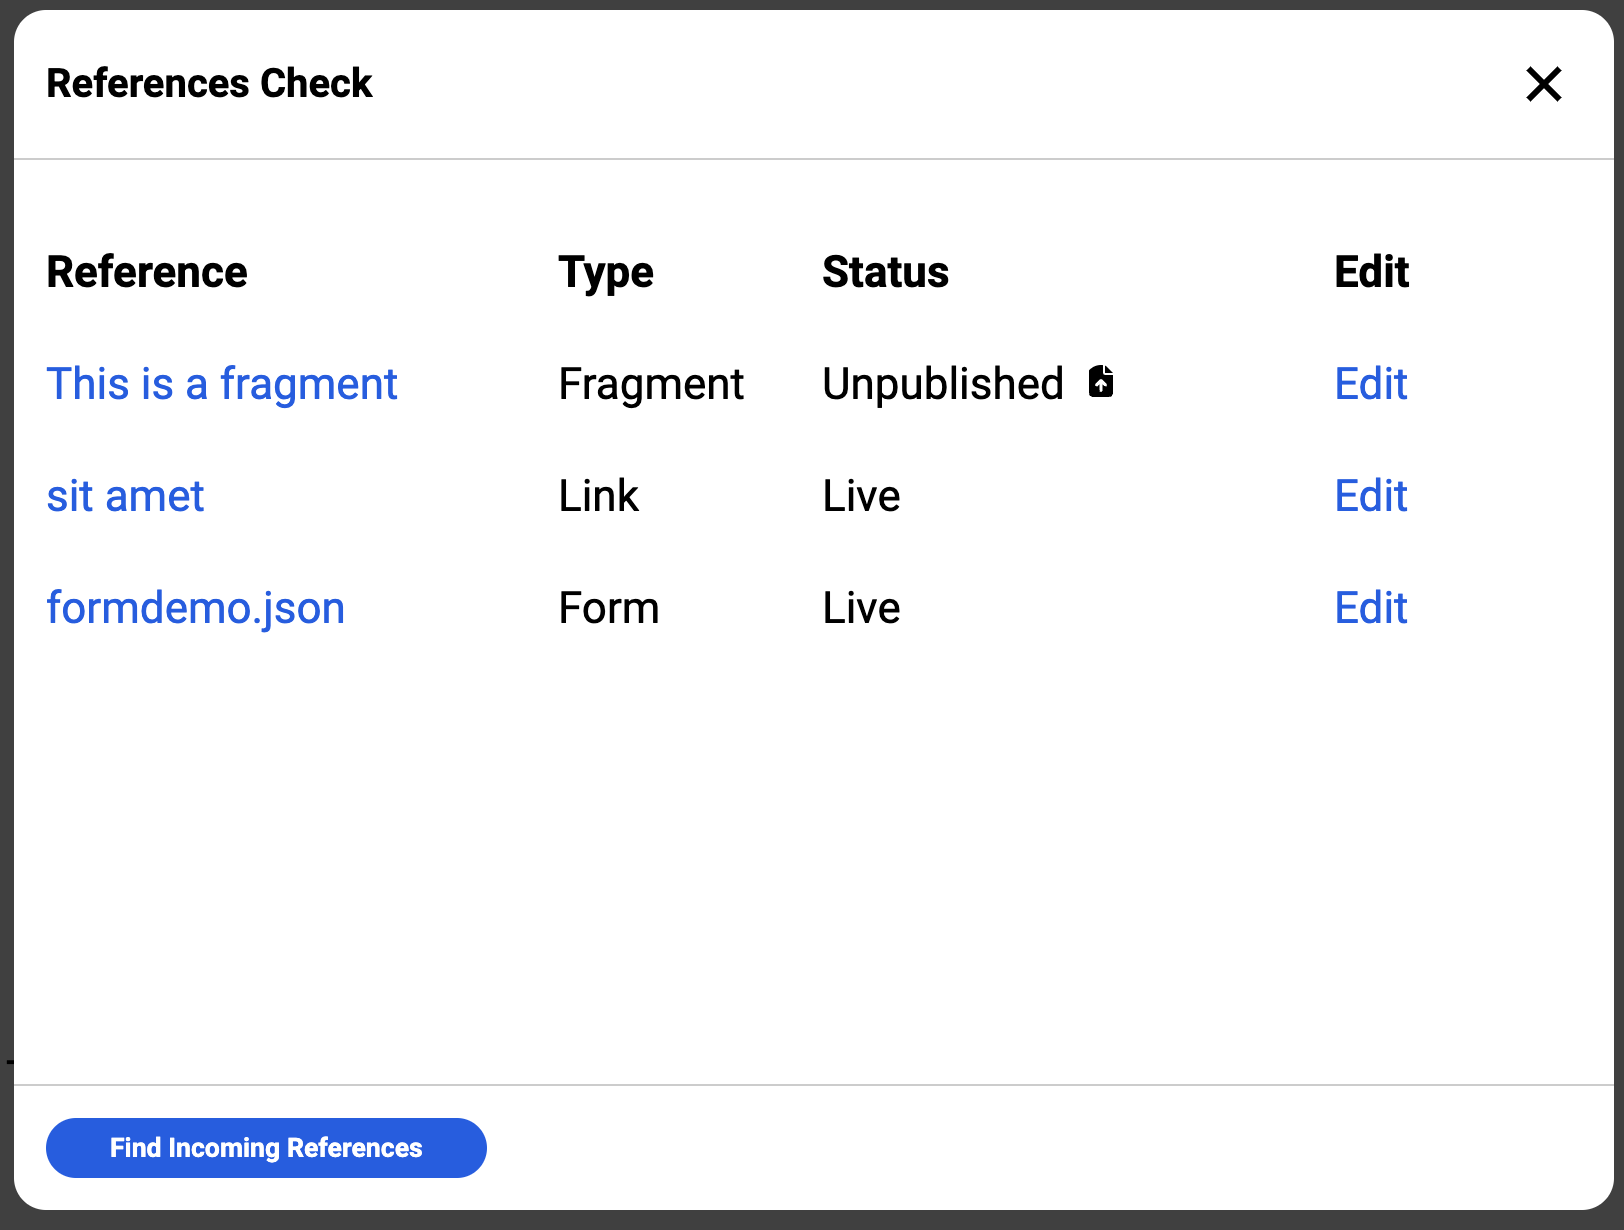 References Check
Reference Type Status Edit
This is a fragment Fragment Unpublished Edit
sit amet Link Live Edit
formdemo.json Form Live Edit
Find Incoming References